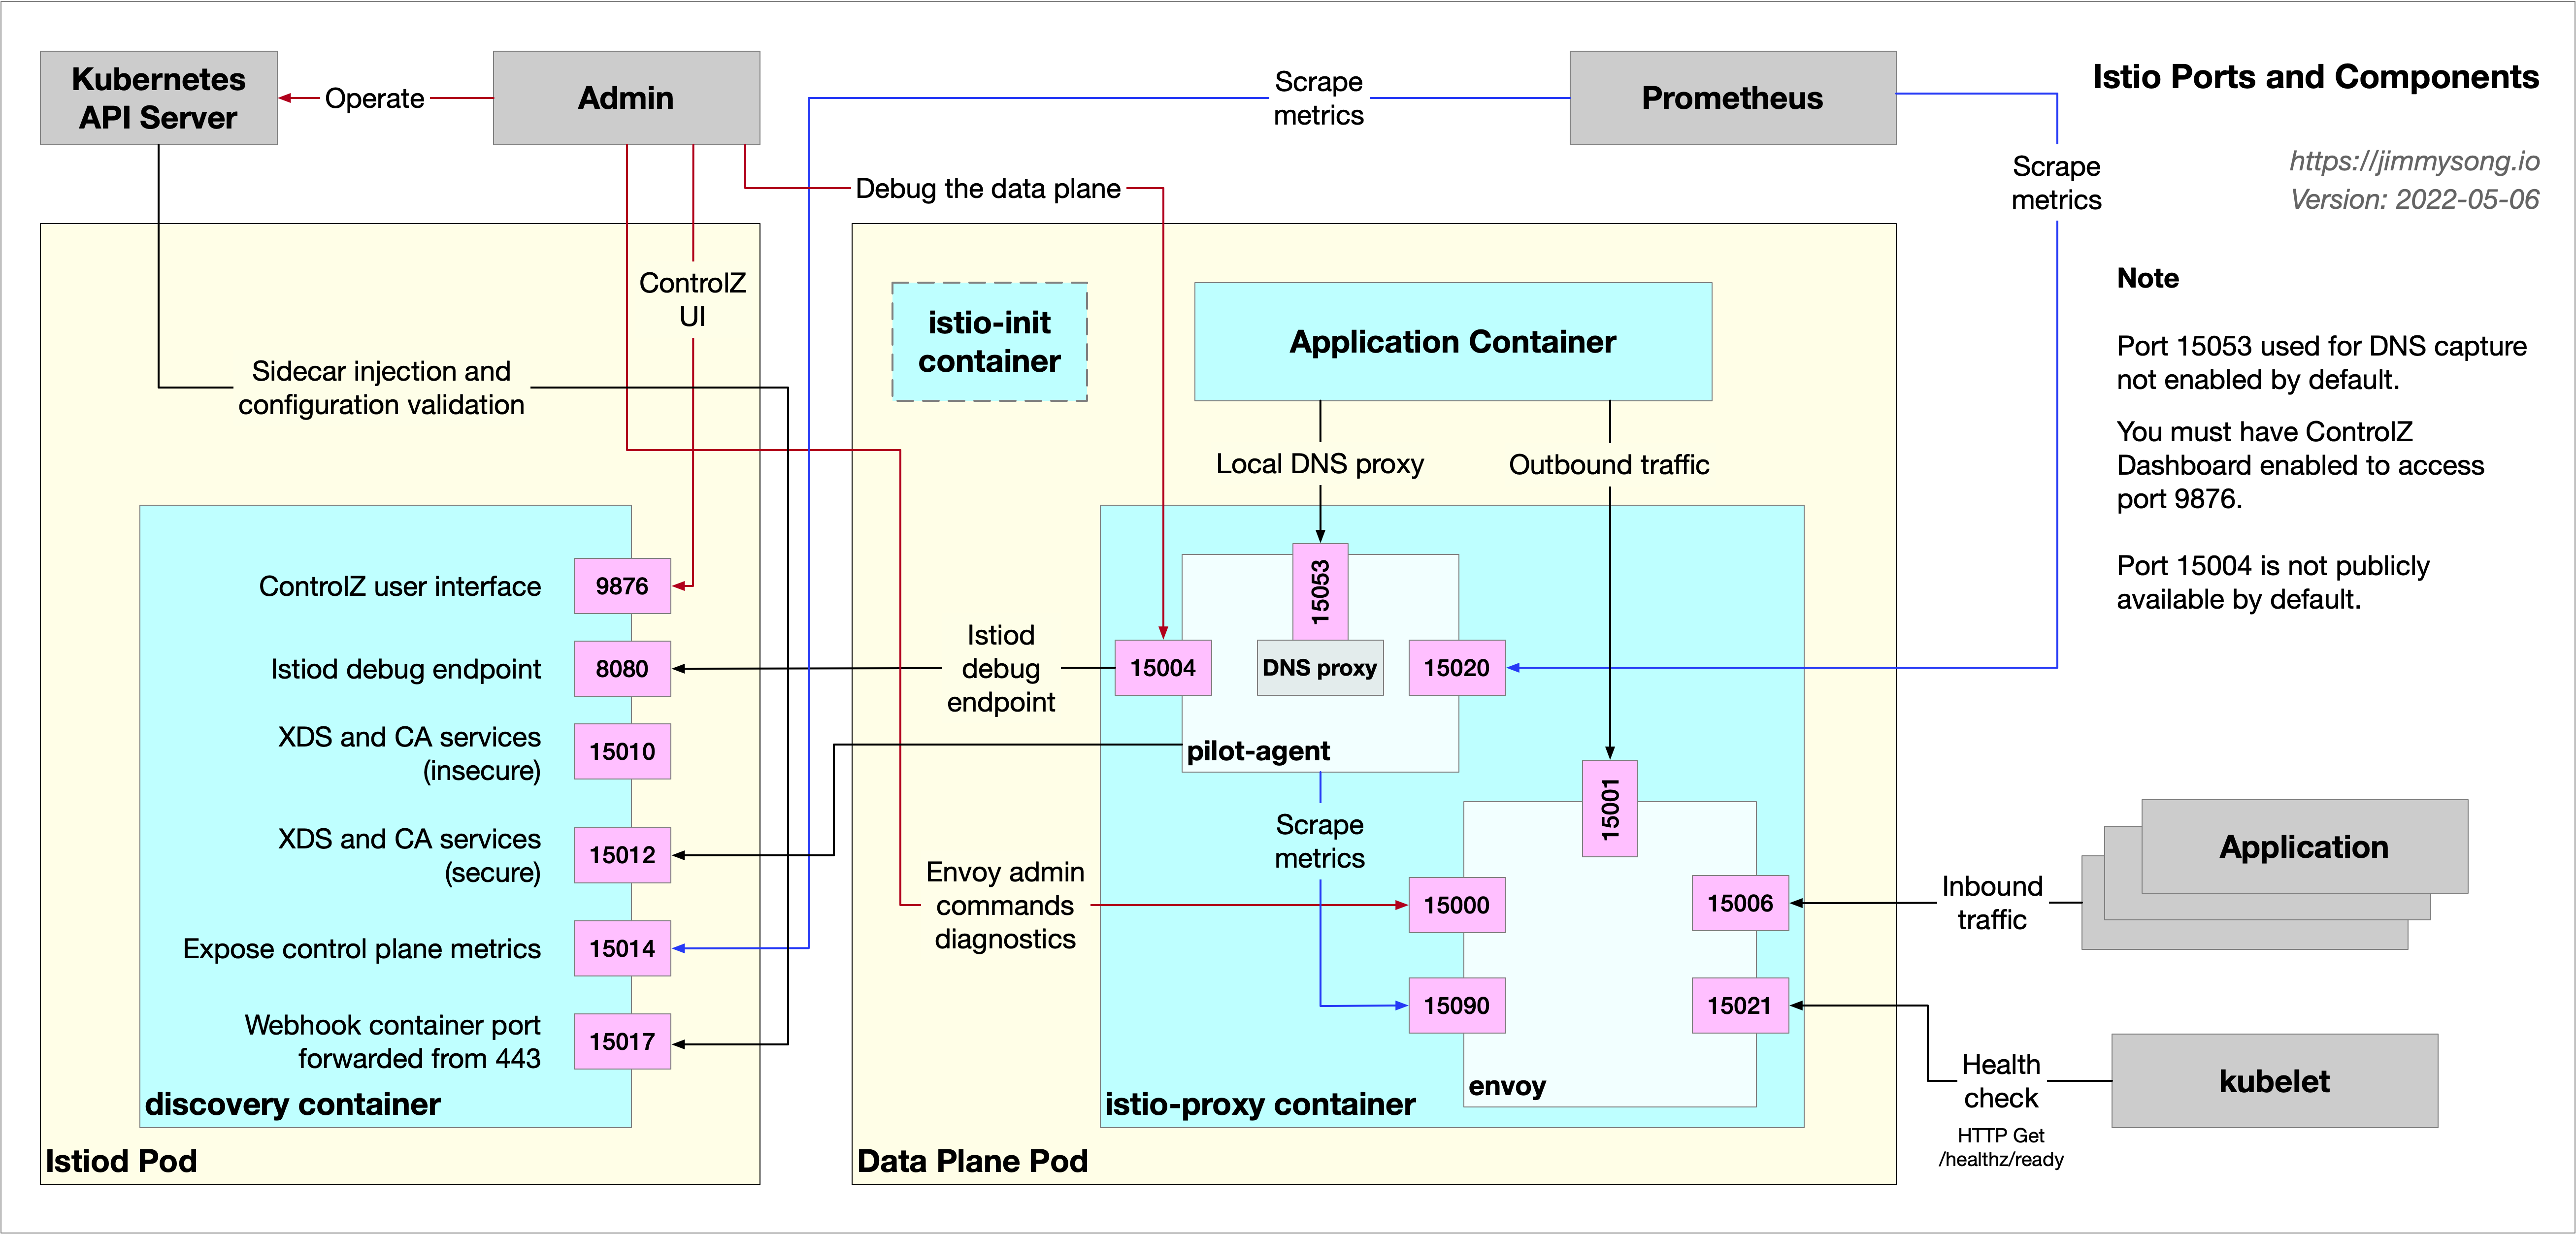 Kubernetes
API Server
Operate
Admin
Scrape
metrics
Prometheus
Istio Ports and Components
https://jimmysong.io
Version: 2022-05-06
Scrape
metrics
Debug the data plane
ControlZ
UI
Sidecar injection and
configuration validation
istio-init
container
Application Container
Local DNS proxy
Outbound traffic
Note
Port 15053 used for DNS capture
not enabled by default.
You must have ControlZ
Dashboard enabled to access
port 9876.
Port 15004 is not publicly
available by default.
ControlZ user interface
9876
Istiod debug endpoint
8080
XDS and CA services
(insecure)
15010
XDS and CA services
(secure)
15012
Expose control plane metrics
15014
Webhook container port
forwarded from 443
15017
discovery container
Istiod Pod
Istiod
debug
endpoint
15004
15053
DNS proxy
15020
pilot-agent
Scrape
metrics
15001
Envoy admin
commands
diagnostics
15000
15006
15090
15021
envoy
istio-proxy container
Data Plane Pod
Inbound
traffic
Application
Health
check
HTTP Get
/healthz/ready
kubelet